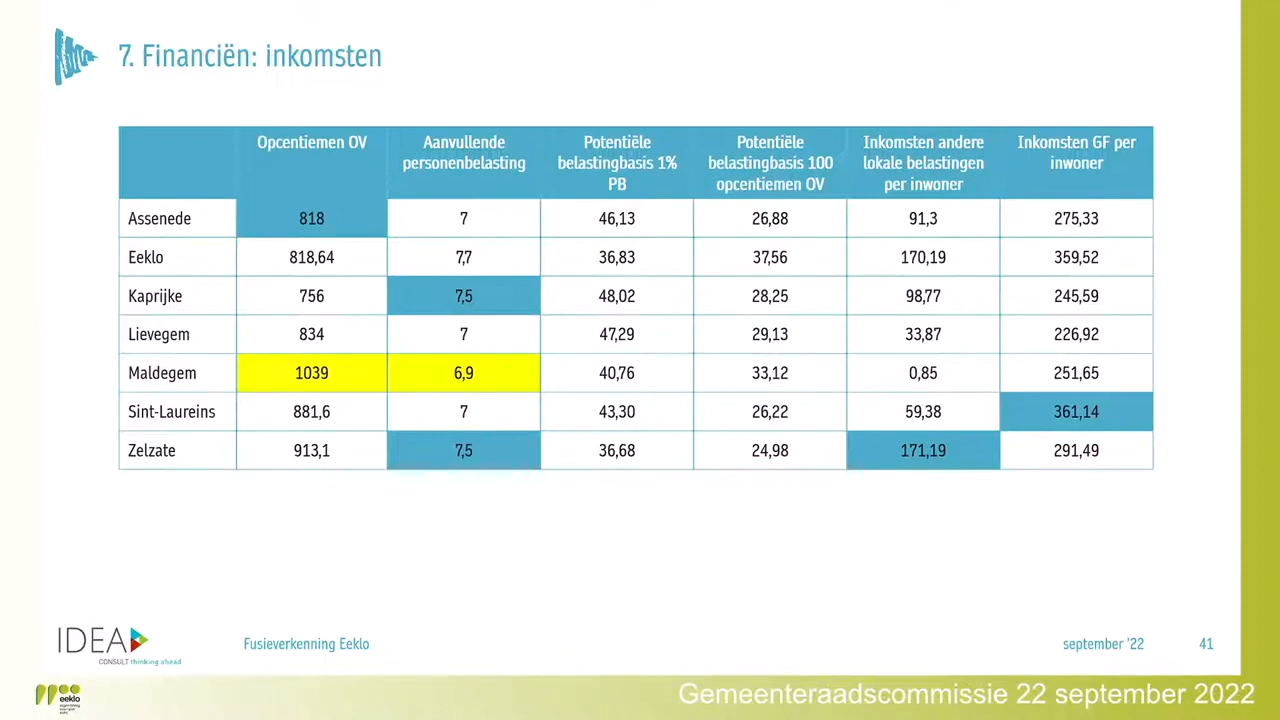 7. Financiën: inkomsten
Opcentiemen OV Aanvullende personenbelasting Potentiële belastingbasis 1% PB Potentiële belastingbasis 100 opcentiemen OV Inkomsten andere lokale belastingen per inwoner Inkomsten GF per inwoner
Assenede 818 7 46,13 26,88 91,3 275,33
Eeklo 818,64 7,7 36,83 37,56 170,19 359,52
Kaprijke 756 7,5 48,02 28,25 98,77 245,59
Lievegem 834 7 47,29 29,13 33,87 226,92
Maldegem 1039 6,9 40,76 33,12 0,85 251,65
Sint-Laureins 881,6 7 43,30 26,22 59,38 361,14
Zelzate 913,1 7,5 36,68 24,98 171,19 291,49
IDEA
CONSULT thinking ahead
Fusieverkenning Eeklo
september '22
41
eeklo
Gemeenteraadscommissie 22 september 2022